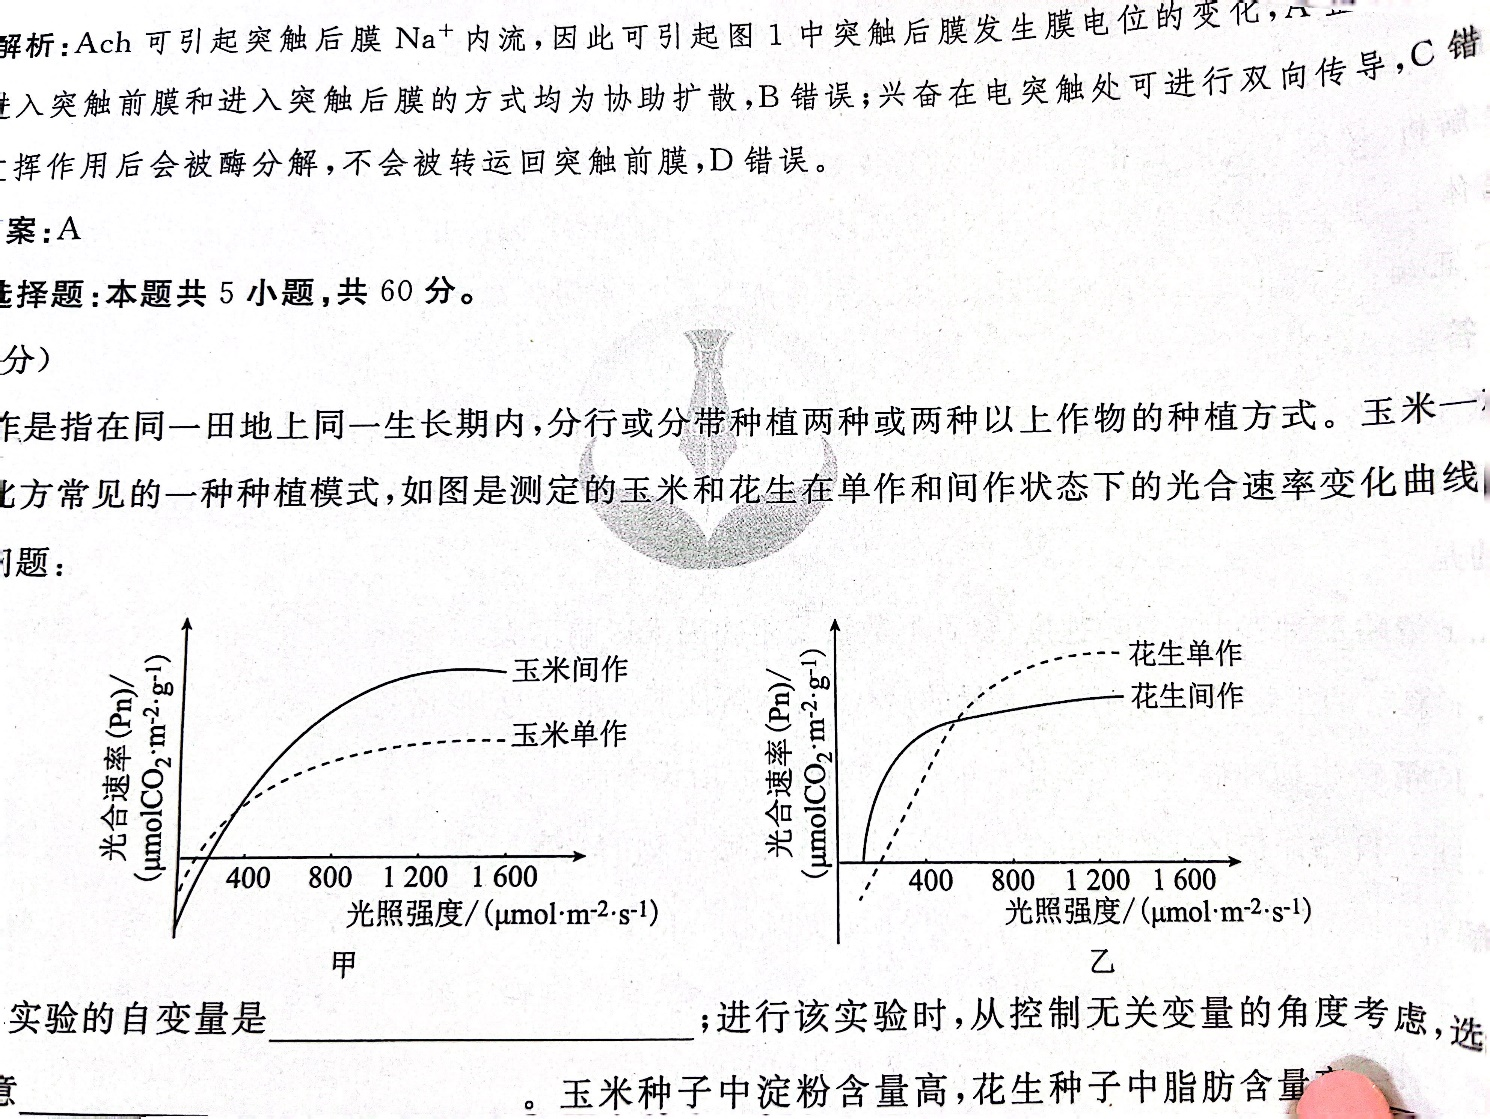 解析:Ach 可引起突触后膜 Na⁺ 内流,因此可引起图 1 中突触后膜发生膜电位的变化,A
入突触前膜和进入突触后膜的方式均为协助扩散,B 错误;兴奋在电突触处可进行双向传导,C 错
挥作用后会被酶分解,不会被转运回突触前膜,D 错误。
案:A
选择题:本题共 5 小题,共 60 分。
分)
作是指在同一田地上同一生长期内,分行或分带种植两种或两种以上作物的种植方式。玉米一
方常见的一种种植模式,如图是测定的玉米和花生在单作和间作状态下的光合速率变化曲线
问题:
光合速率(Pn)/
(μmolCO₂·m⁻²·g⁻¹)
玉米间作
玉米单作
400 800 1 200 1 600
光照强度/(μmol·m⁻²·s⁻¹)
甲
光合速率(Pn)/
(μmolCO₂·m⁻²·g⁻¹)
花生单作
花生间作
400 800 1 200 1 600
光照强度/(μmol·m⁻²·s⁻¹)
乙
实验的自变量是 ;进行该实验时,从控制无关变量的角度考虑,选
意 。玉米种子中淀粉含量高,花生种子中脂肪含量